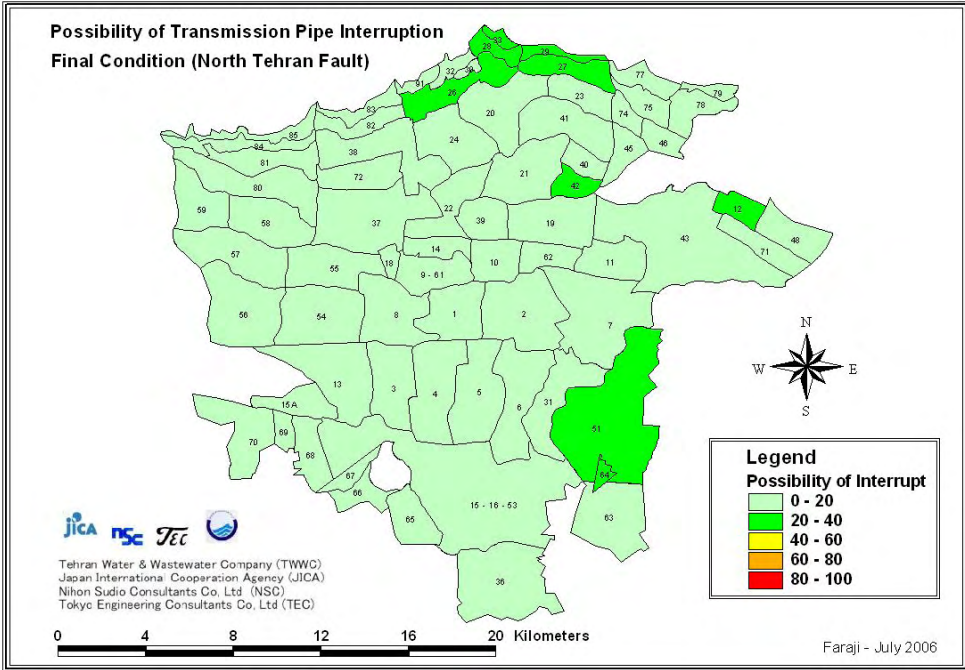 Possibility of Transmission Pipe Interruption
Final Condition (North Tehran Fault)
33
28
29
32
30
27
77
91
26
79
23
78
83
75
20
74
82
41
85
24
46
84
38
45
81
40
21
72
42
80
59
22
12
58
37
39
19
43
48
14
71
57
18
10
62
11
55
9 - 61
56
54
8
1
2
7
N
W
E
S
13
3
4
5
6
31
15A
51
69
70
68
67
64
66
15 - 16 - 53
65
63
36
Legend
Possibility of Interrupt
0 - 20
20 - 40
40 - 60
60 - 80
80 - 100
jICA
nsc
TEC
Tehran Water & Wastewater Company (TWWC)
Japan International Cooperation Agency (JICA)
Nihon Sudio Consultants Co, Ltd (NSC)
Tokyo Engineering Consultants Co, Ltd (TEC)
0 4 8 12 16 20 Kilometers
Faraji - July 2006